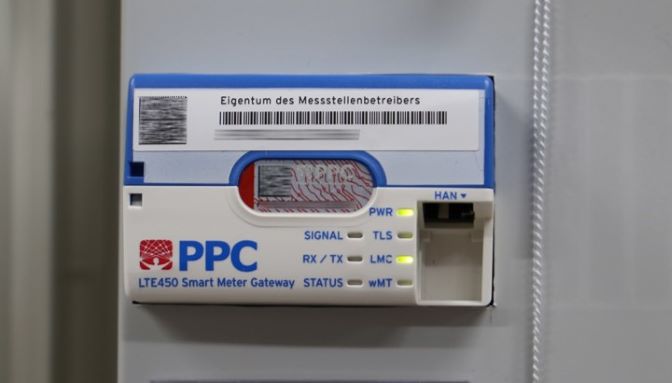 Eigentum des Messstellenbetreibers
HAN
PWR
SIGNAL TLS
PPC
RX / TX LMC
LTE450 Smart Meter Gateway
STATUS wMT